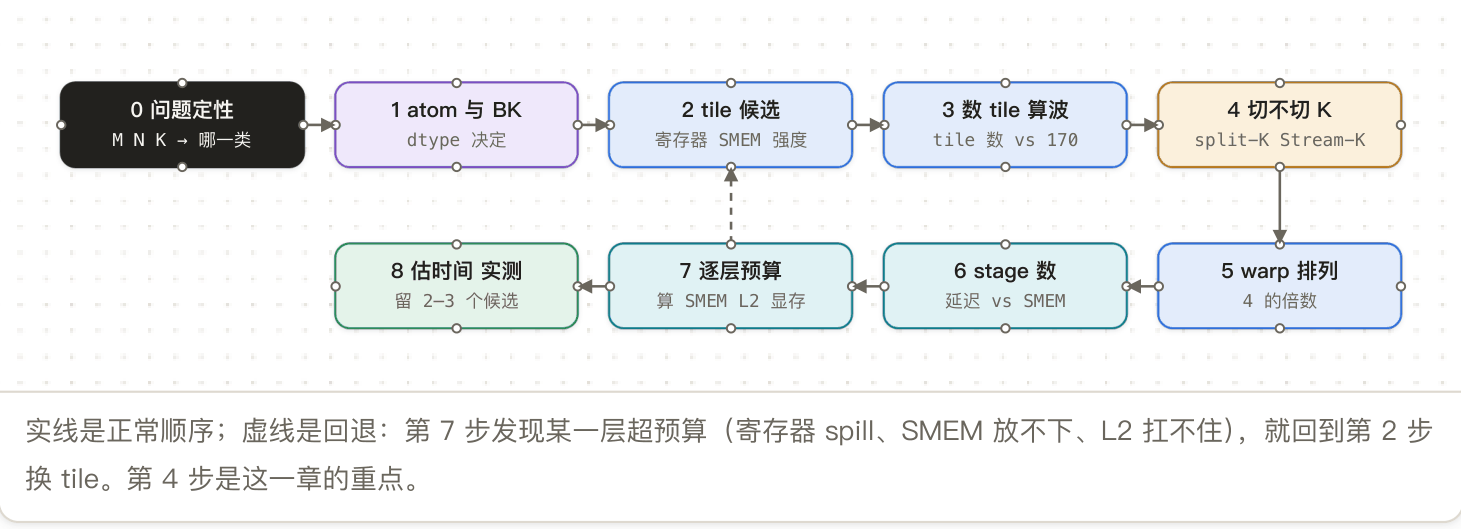 0 问题定性
M N K → 哪一类
1 atom 与 BK
dtype 决定
2 tile 候选
寄存器 SMEM 强度
3 数 tile 算波
tile 数 vs 170
4 切不切 K
split-K Stream-K
8 估时间 实测
留 2–3 个候选
7 逐层预算
算 SMEM L2 显存
6 stage 数
延迟 vs SMEM
5 warp 排列
4 的倍数
实线是正常顺序；虚线是回退：第 7 步发现某一层超预算（寄存器 spill、SMEM 放不下、L2 扛不住），就回到第 2 步
换 tile。第 4 步是这一章的重点。